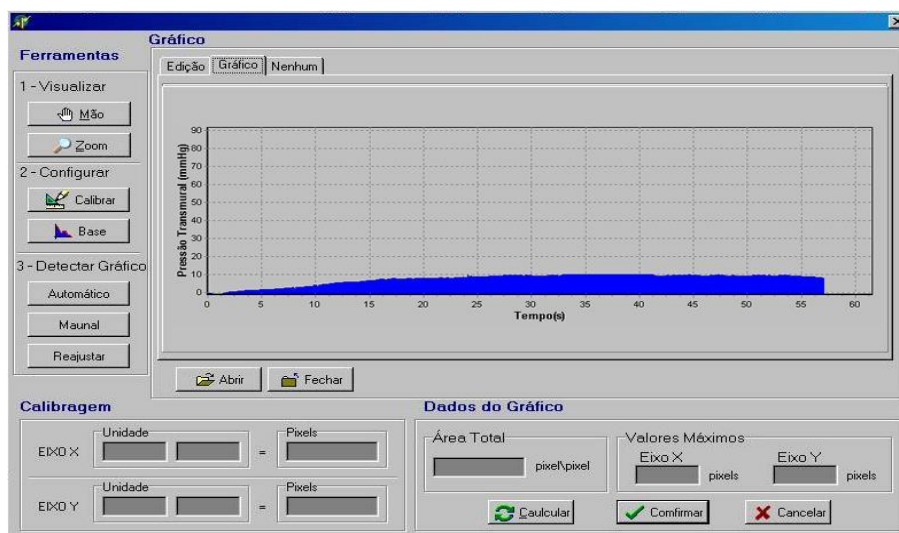 Gráfico
Ferramentas
Edição Gráfico Nenhum
1 - Visualizar
Mão
Zoom
2 - Configurar
Calibrar
Base
3 - Detectar Gráfico
Automático
Maunal
Reajustar
Pressão Transmural (mmHg)
90
80
70
60
50
40
30
20
10
0
0 5 10 15 20 25 30 35 40 45 50 55 60
Tempo(s)
Abrir Fechar
Calibragem
Unidade Pixels
EIXO X =
Unidade Pixels
EIXO Y =
Dados do Gráfico
Área Total
pixel\pixel
Valores Máximos
Eixo X Eixo Y
pixels pixels
Caulcular Comfirmar Cancelar